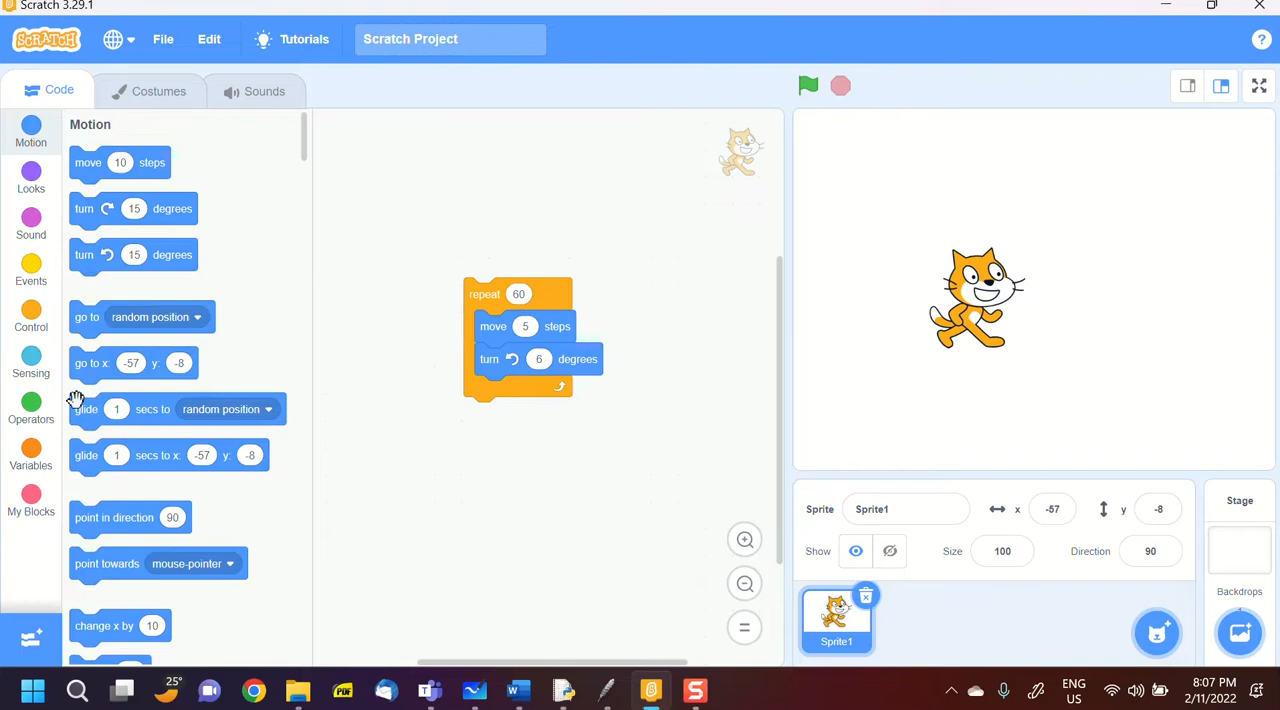 Scratch 3.29.1
SCRATCH File Edit Tutorials Scratch Project ?
Code Costumes Sounds
Motion
Looks
Sound
Events
Control
Sensing
Operators
Variables
My Blocks
Motion
move 10 steps
turn 15 degrees
turn 15 degrees
go to random position
go to x: -57 y: -8
glide 1 secs to random position
glide 1 secs to x: -57 y: -8
point in direction 90
point towards mouse-pointer
change x by 10
repeat 60
move 5 steps
turn 6 degrees
Sprite Sprite1 x -57 y -8
Show Size 100 Direction 90
Sprite1
Stage
Backdrops
25°
PDF
ENG
US
8:07 PM
2/11/2022